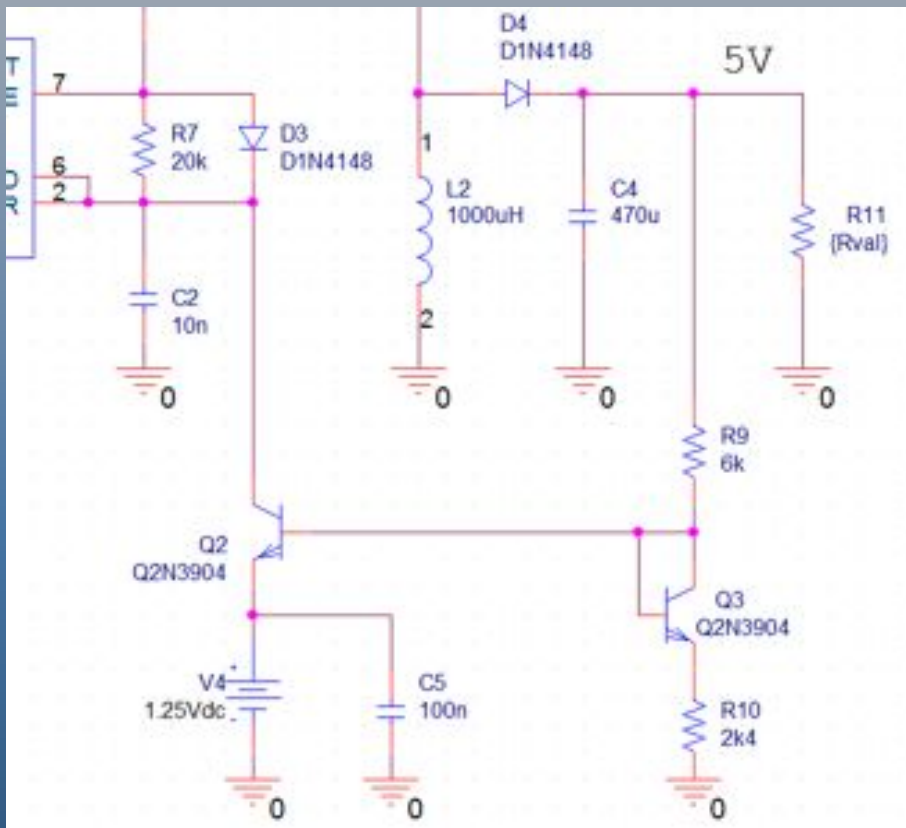 T
7
E
R7
20k
D3
D1N4148
6
2
R
C2
10n
0
D4
D1N4148
5V
1
L2
1000uH
2
0
C4
470u
0
R11
{Rval}
0
R9
6k
Q2
Q2N3904
Q3
Q2N3904
V4
1.25Vdc
+
-
0
C5
100n
0
R10
2k4
0